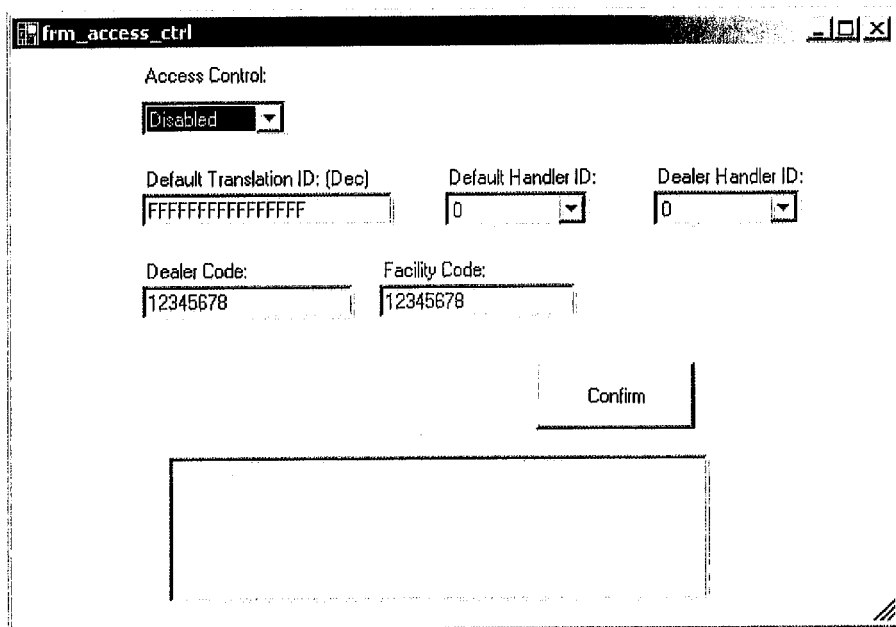 frm_access_ctrl
Access Control:
Disabled
Default Translation ID: (Dec) Default Handler ID: Dealer Handler ID:
FFFFFFFFFFFFFFFF 0 0
Dealer Code: Facility Code:
12345678 12345678
Confirm